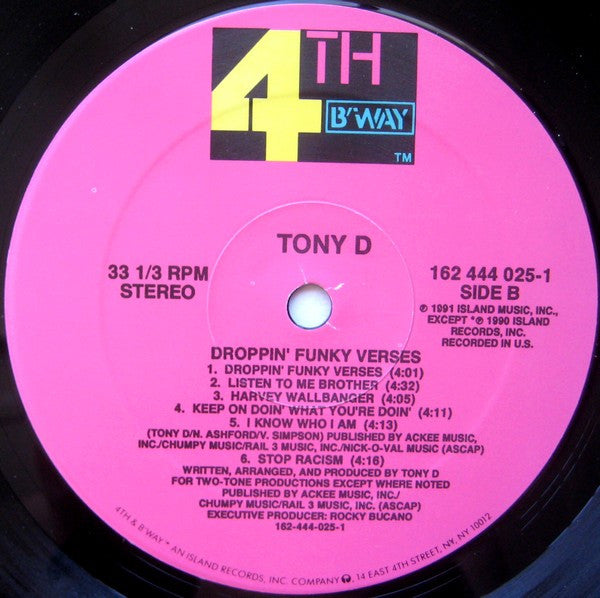 4TH
B'WAY
TM
TONY D
33 1/3 RPM
STEREO
162 444 025-1
SIDE B
℗ 1991 ISLAND MUSIC, INC.,
EXCEPT *℗ 1990 ISLAND
RECORDS, INC.
RECORDED IN U.S.
DROPPIN' FUNKY VERSES
1. DROPPIN' FUNKY VERSES (4:01)
2. LISTEN TO ME BROTHER (4:32)
3. HARVEY WALLBANGER (4:05)
4. KEEP ON DOIN' WHAT YOU'RE DOIN' (4:11)
5. I KNOW WHO I AM (4:13)
(TONY D/N. ASHFORD/V. SIMPSON) PUBLISHED BY ACKEE MUSIC,
INC./CHUMPY MUSIC/RAIL 3 MUSIC, INC./NICK-O-VAL MUSIC (ASCAP)
6. STOP RACISM (4:16)
WRITTEN, ARRANGED, AND PRODUCED BY TONY D
FOR TWO-TONE PRODUCTIONS EXCEPT WHERE NOTED
PUBLISHED BY ACKEE MUSIC, INC./
CHUMPY MUSIC/RAIL 3 MUSIC, INC. (ASCAP)
EXECUTIVE PRODUCER: ROCKY BUCANO
162-444-025-1
4TH & B'WAY * AN ISLAND RECORDS, INC. COMPANY, 14 EAST 4TH STREET, NY, NY 10012